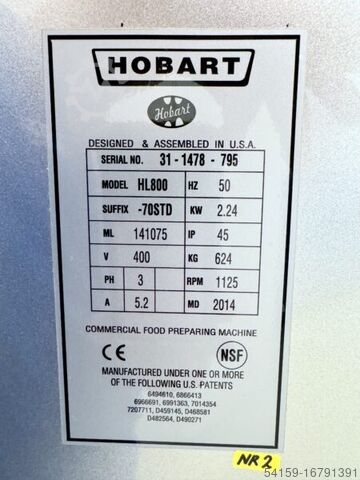 HOBART
Hobart
DESIGNED & ASSEMBLED IN U.S.A.
SERIAL NO. 31-1478-795
MODEL HL800 HZ 50
SUFFIX -70STD KW 2.24
ML 141075 IP 45
V 400 KG 624
PH 3 RPM 1125
A 5.2 MD 2014
COMMERCIAL FOOD PREPARING MACHINE
CE NSF
MANUFACTURED UNDER ONE OR MORE
OF THE FOLLOWING U.S. PATENTS
6494610, 6866413
6966691, 6991363, 7014354
7207711, D459145, D468581
D482564, D490271
NR2
54159-16791391